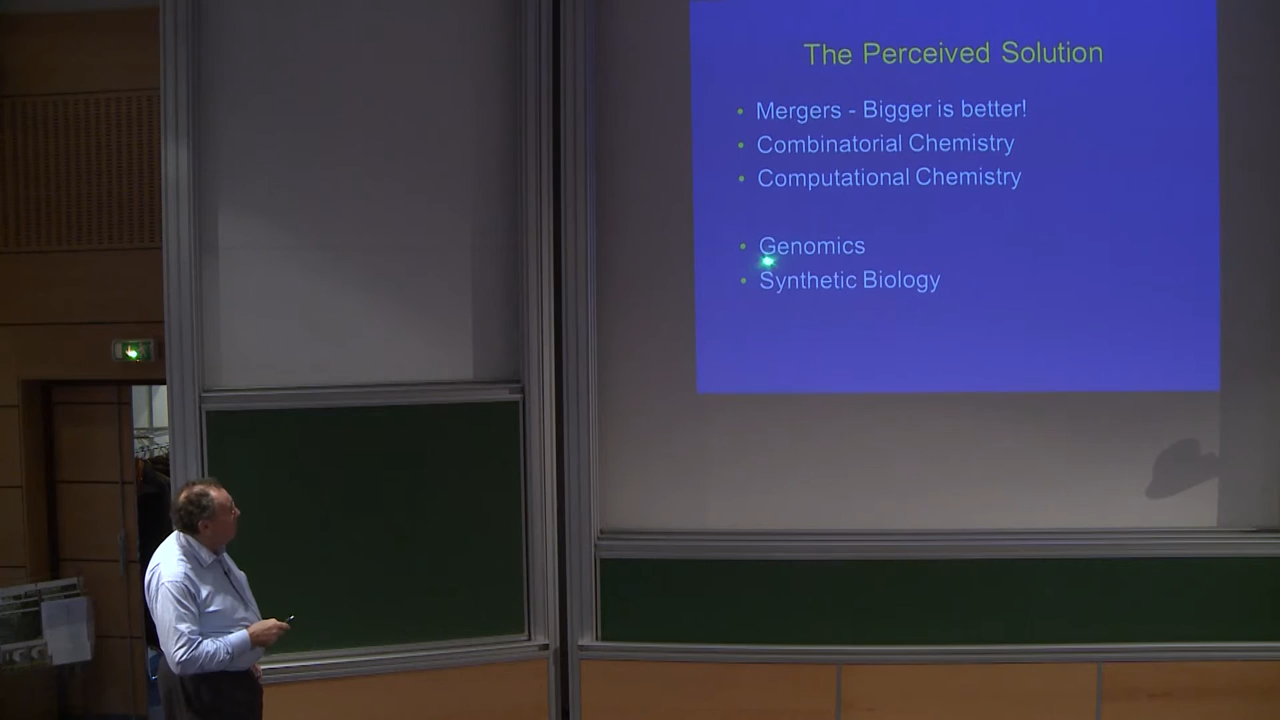 The Perceived Solution
• Mergers - Bigger is better!
• Combinatorial Chemistry
• Computational Chemistry
• Genomics
• Synthetic Biology